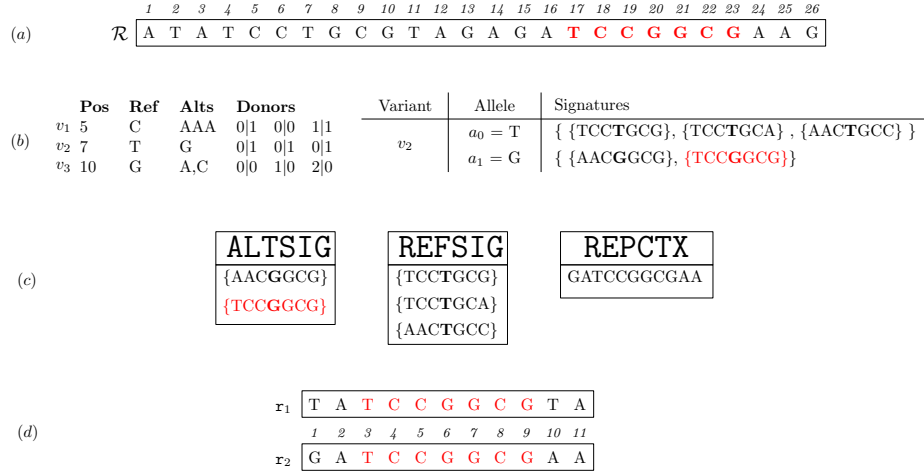 1 2 3 4 5 6 7 8 9 10 11 12 13 14 15 16 17 18 19 20 21 22 23 24 25 26
(a) R A T A T C C T G C G T A G A G A T C C G G C G A A G
(b)
Pos Ref Alts Donors
v1 5 C AAA 0|1 0|0 1|1
v2 7 T G 0|1 0|1 0|1
v3 10 G A,C 0|0 1|0 2|0
Variant Allele Signatures
v2
a0 = T { {TCCTGCG}, {TCCTGCA} , {AACTGCC} }
a1 = G { {AACGGCG}, {TCCGGCG}}
(c)
ALTSIG
{AACGGCG}
{TCCGGCG}
REFSIG
{TCCTGCG}
{TCCTGCA}
{AACTGCC}
REPCTX
GATCCGGCGAA
(d)
r1 T A T C C G G C G T A
1 2 3 4 5 6 7 8 9 10 11
r2 G A T C C G G C G A A